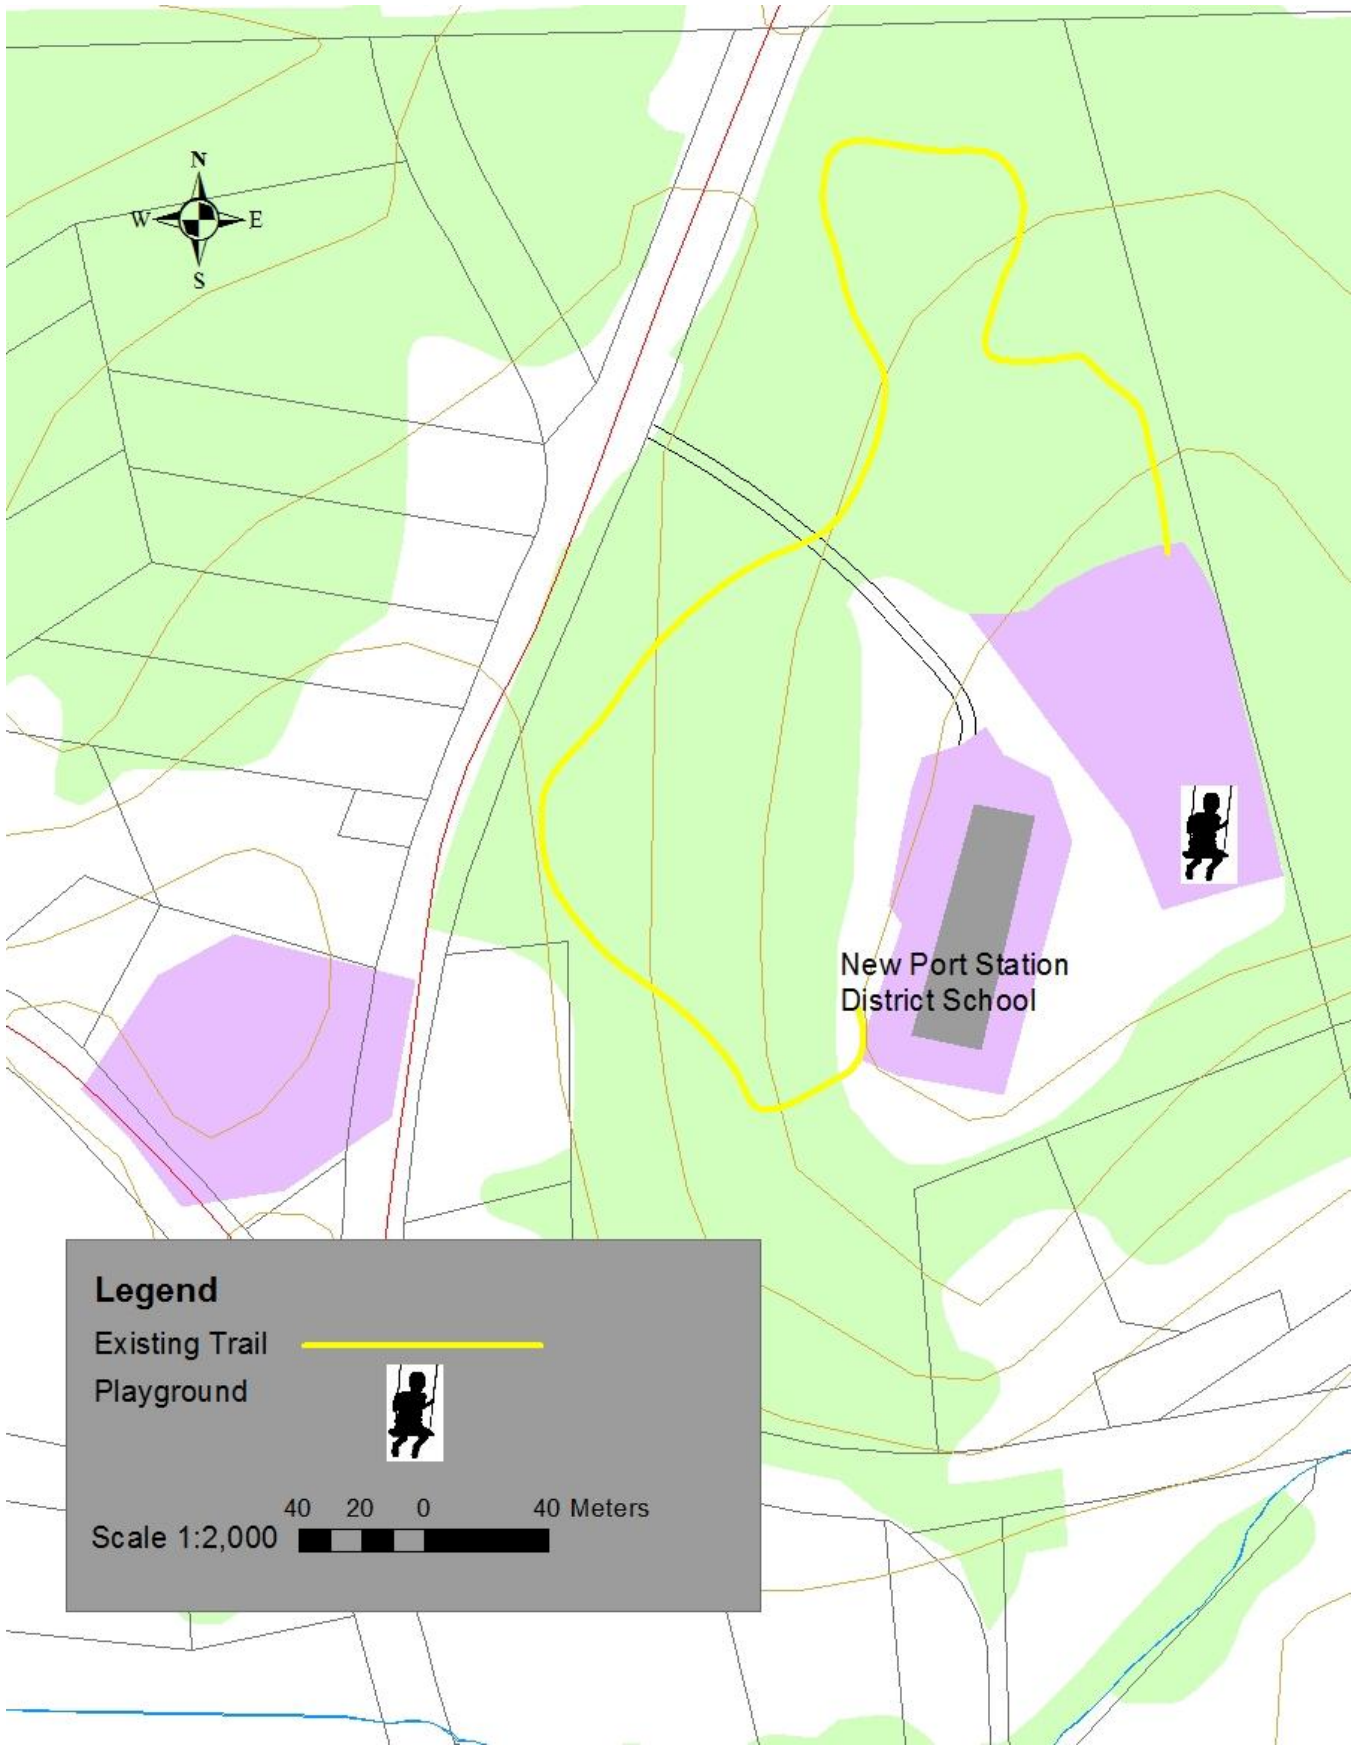 N
W E
S
New Port Station
District School
Legend
Existing Trail
Playground
40 20 0 40 Meters
Scale 1:2,000